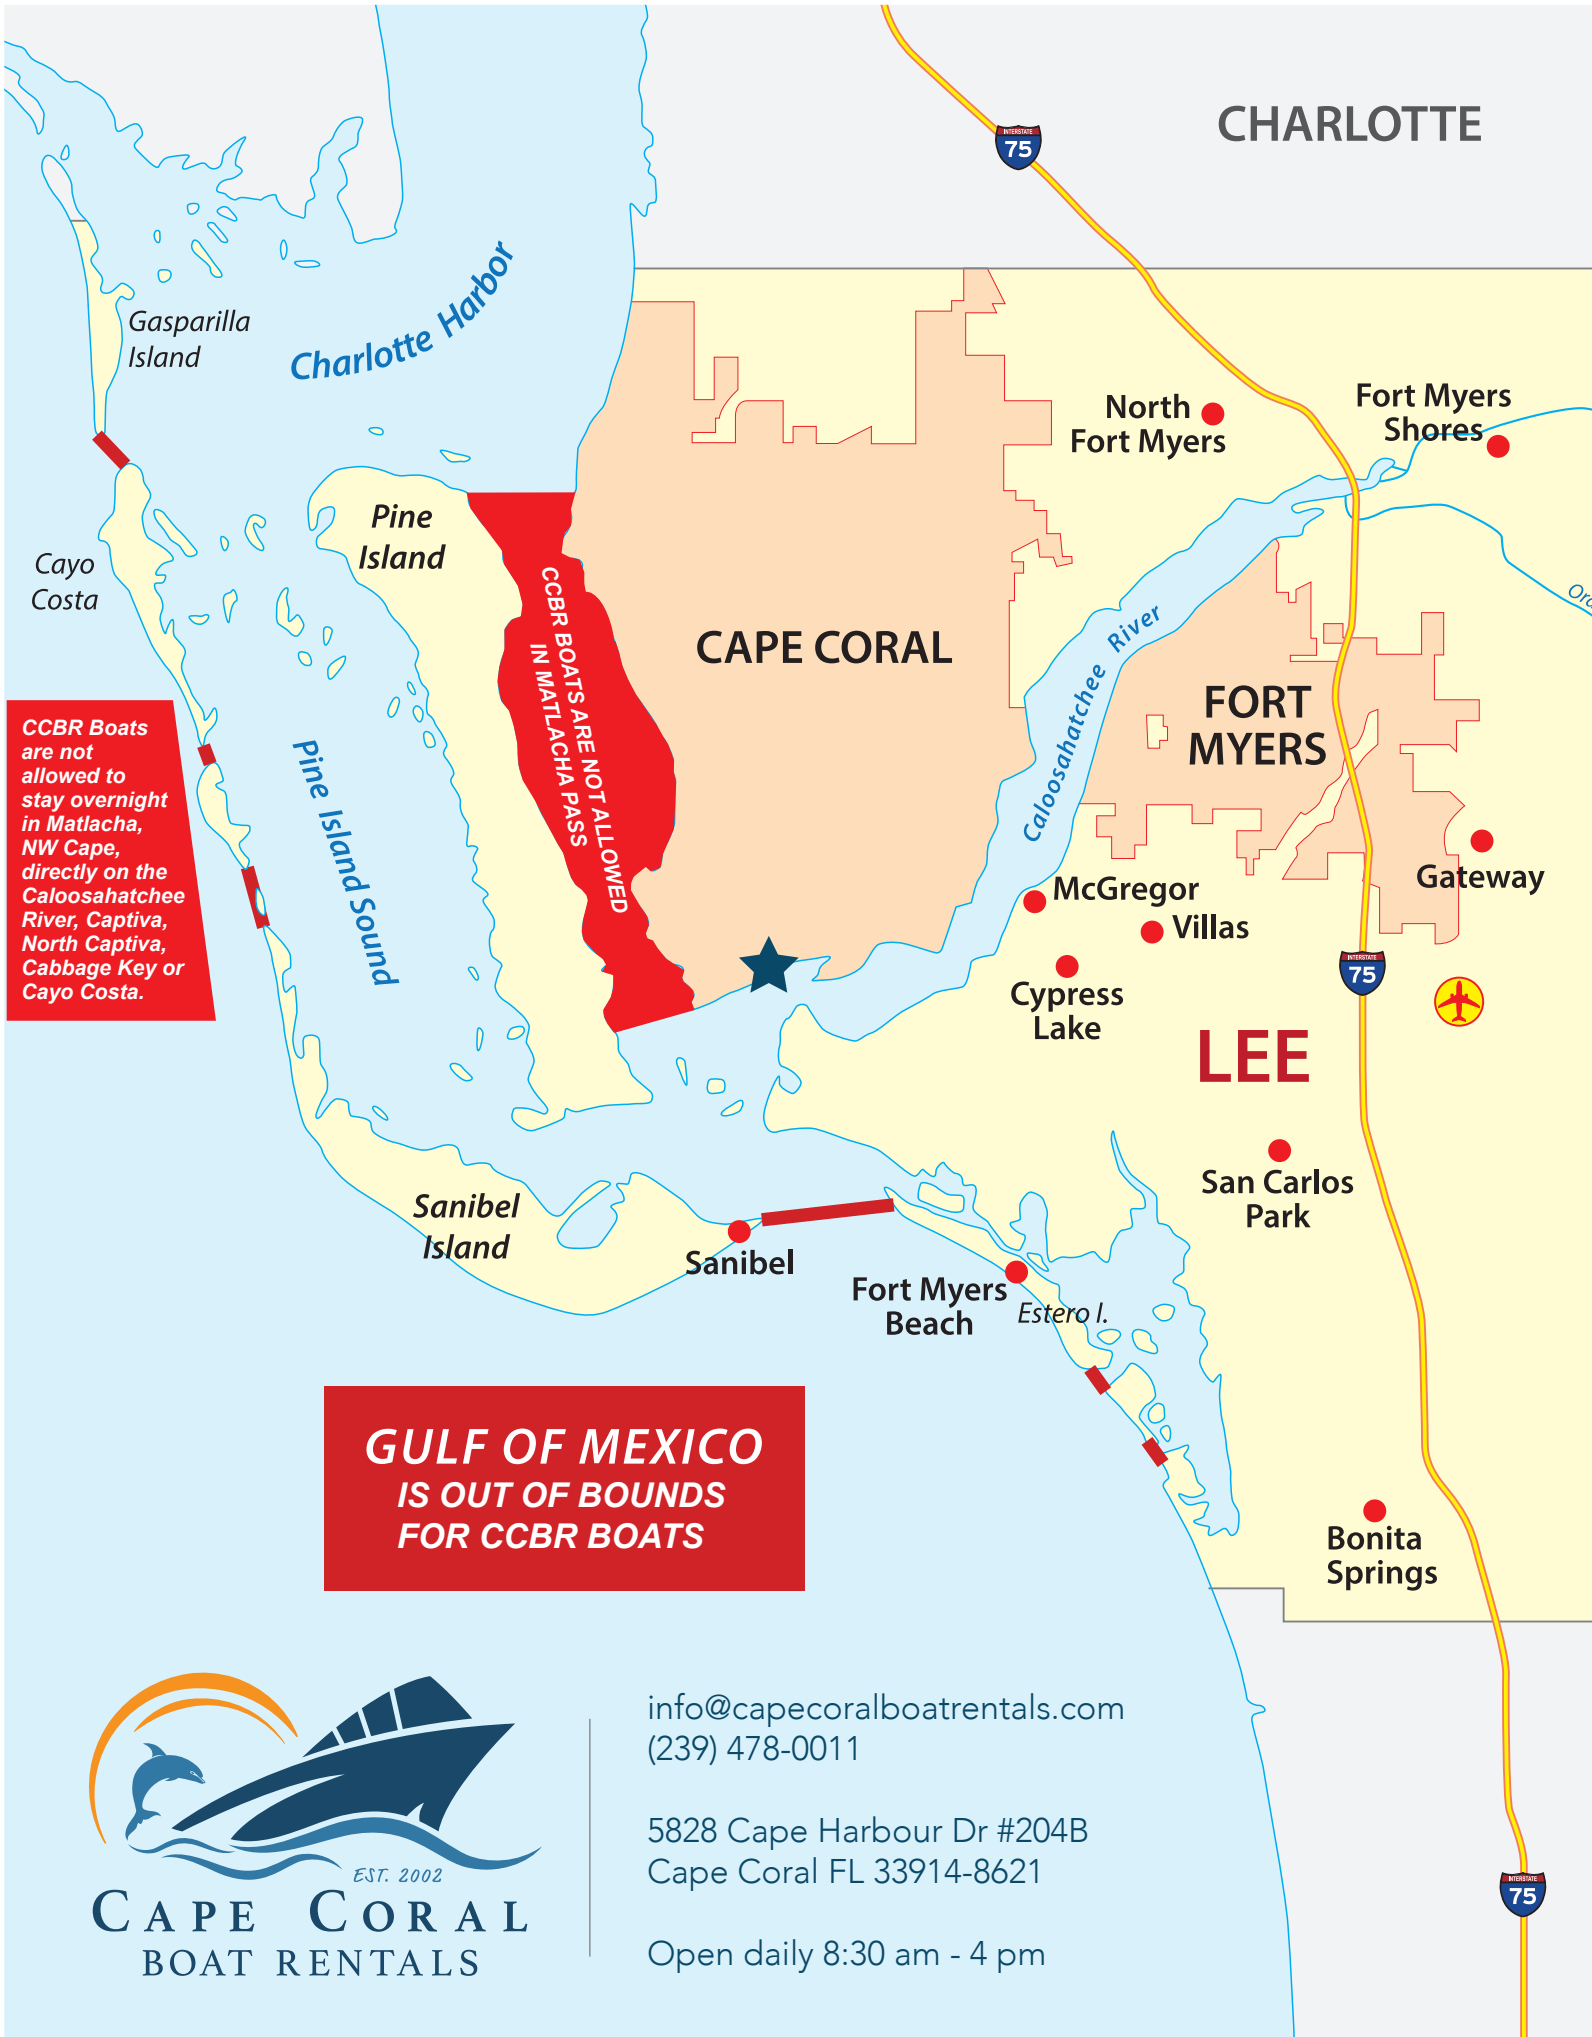 CHARLOTTE
INTERSTATE
75
Gasparilla
Island
Charlotte Harbor
North
Fort Myers
Fort Myers
Shores
Pine
Island
Cayo
Costa
CCBR BOATS ARE NOT ALLOWED
IN MATLACHA PASS
CAPE CORAL
Caloosahatchee River
FORT
MYERS
CCBR Boats
are not
allowed to
stay overnight
in Matlacha,
NW Cape,
directly on the
Caloosahatchee
River, Captiva,
North Captiva,
Cabbage Key or
Cayo Costa.
Pine Island Sound
McGregor
Villas
Gateway
Cypress
Lake
INTERSTATE
75
LEE
San Carlos
Park
Sanibel
Island
Sanibel
Fort Myers
Beach
Estero I.
GULF OF MEXICO
IS OUT OF BOUNDS
FOR CCBR BOATS
Bonita
Springs
EST. 2002
CAPE CORAL
BOAT RENTALS
info@capecoralboatrentals.com
(239) 478-0011
5828 Cape Harbour Dr #204B
Cape Coral FL 33914-8621
Open daily 8:30 am - 4 pm
INTERSTATE
75